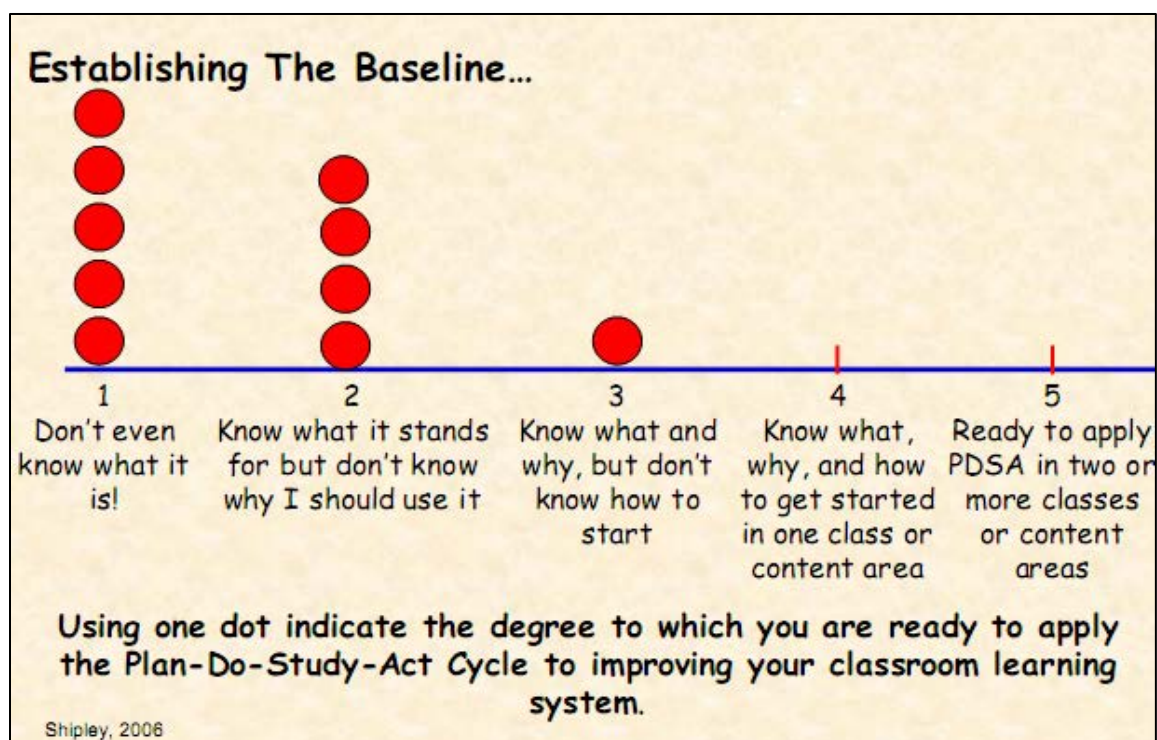 Establishing The Baseline...
1
Don't even
know what it
is!
2
Know what it stands
for but don't know
why I should use it
3
Know what and
why, but don't
know how to
start
4
Know what,
why, and how
to get started
in one class or
content area
5
Ready to apply
PDSA in two or
more classes
or content
areas
Using one dot indicate the degree to which you are ready to apply
the Plan-Do-Study-Act Cycle to improving your classroom learning
system.
Shipley, 2006